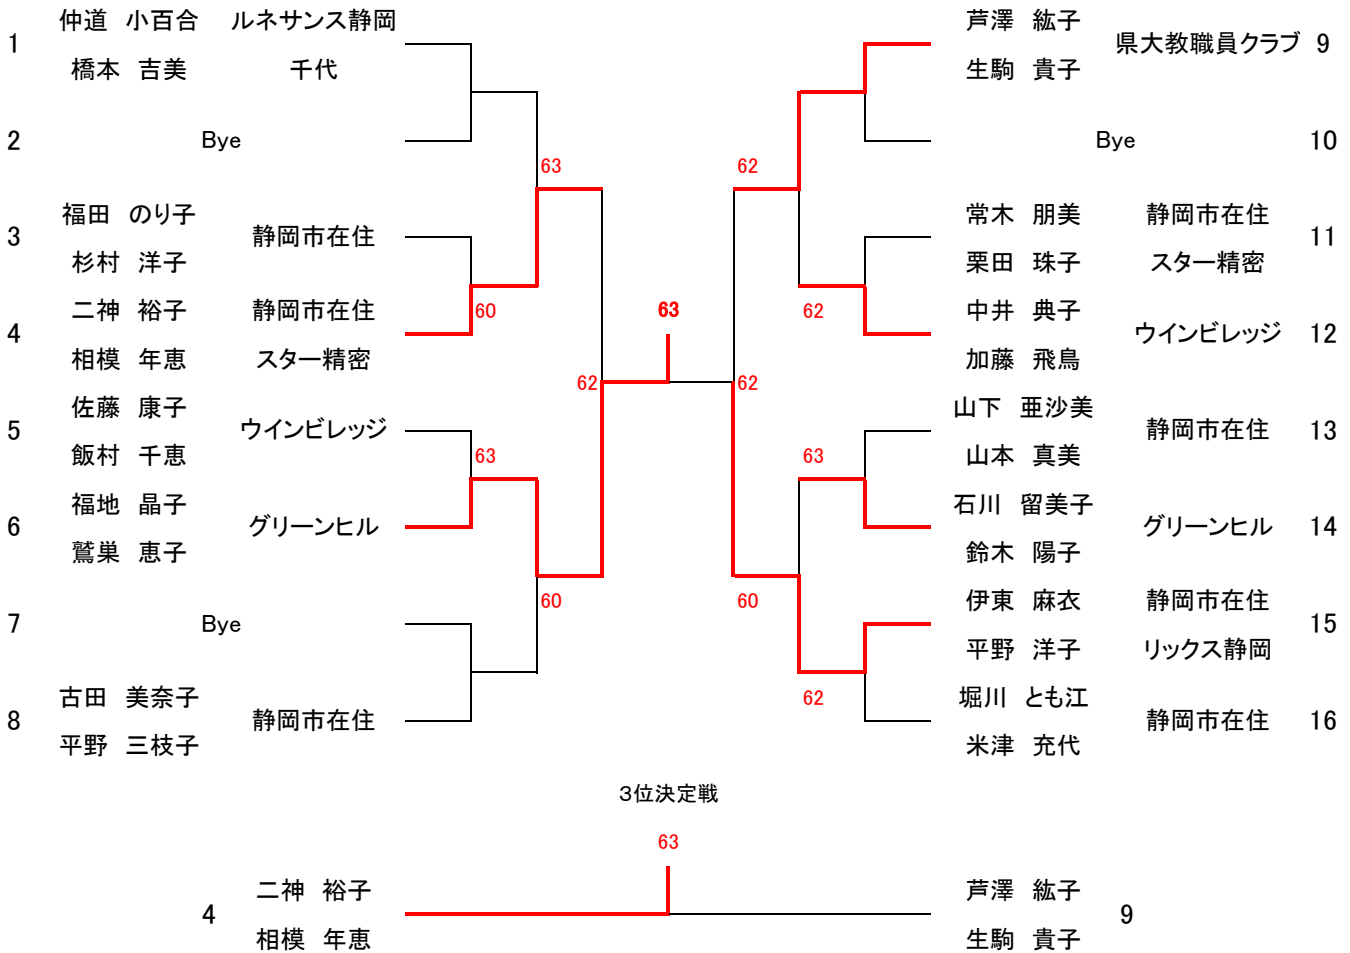 仲道　小百合　ルネサンス静岡
1
橋本　吉美　千代
2　Bye
福田　のり子
3　静岡市在住
杉村　洋子
二神　裕子　静岡市在住
4
相模　年恵　スター精密
佐藤　康子
5　ウインビレッジ
飯村　千恵
福地　晶子
6　グリーンヒル
鷲巣　恵子
7　Bye
古田　美奈子
8　静岡市在住
平野　三枝子
63
60
63
60
62
63
62
62
62
63
60
62
芦澤　紘子
県大教職員クラブ　9
生駒　貴子
Bye　10
常木　朋美　静岡市在住
11
栗田　珠子　スター精密
中井　典子
ウインビレッジ　12
加藤　飛鳥
山下　亜沙美
静岡市在住　13
山本　真美
石川　留美子
グリーンヒル　14
鈴木　陽子
伊東　麻衣　静岡市在住
15
平野　洋子　リックス静岡
堀川　とも江
静岡市在住　16
米津　充代
3位決定戦
63
二神　裕子　芦澤　紘子
4　9
相模　年恵　生駒　貴子